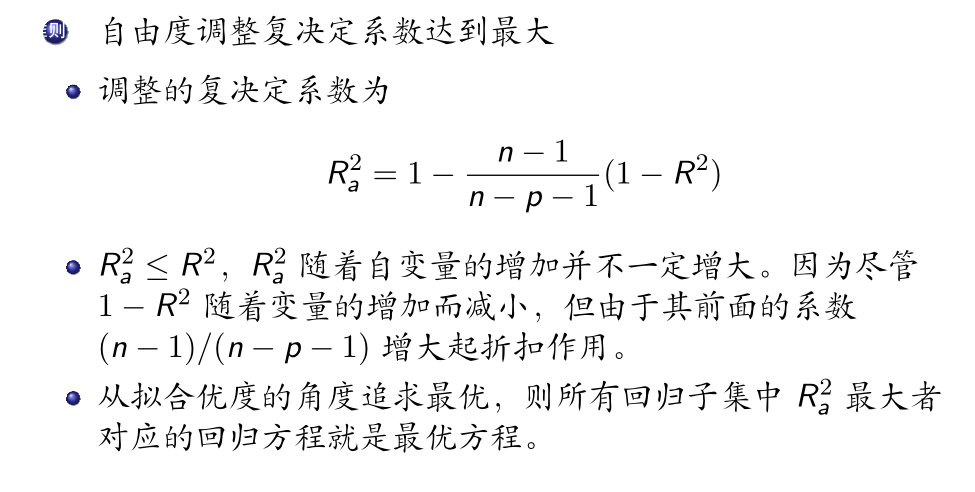 则 自由度调整复决定系数达到最大
调整的复决定系数为
R_a^2 = 1 − \frac{n − 1}{n − p − 1}(1 − R^2)
R_a^2 ≤ R^2，R_a^2 随着自变量的增加并不一定增大。因为尽管
1 − R^2 随着变量的增加而减小，但由于其前面的系数
(n − 1)/(n − p − 1) 增大起折扣作用。
从拟合优度的角度追求最优，则所有回归子集中 R_a^2 最大者
对应的回归方程就是最优方程。